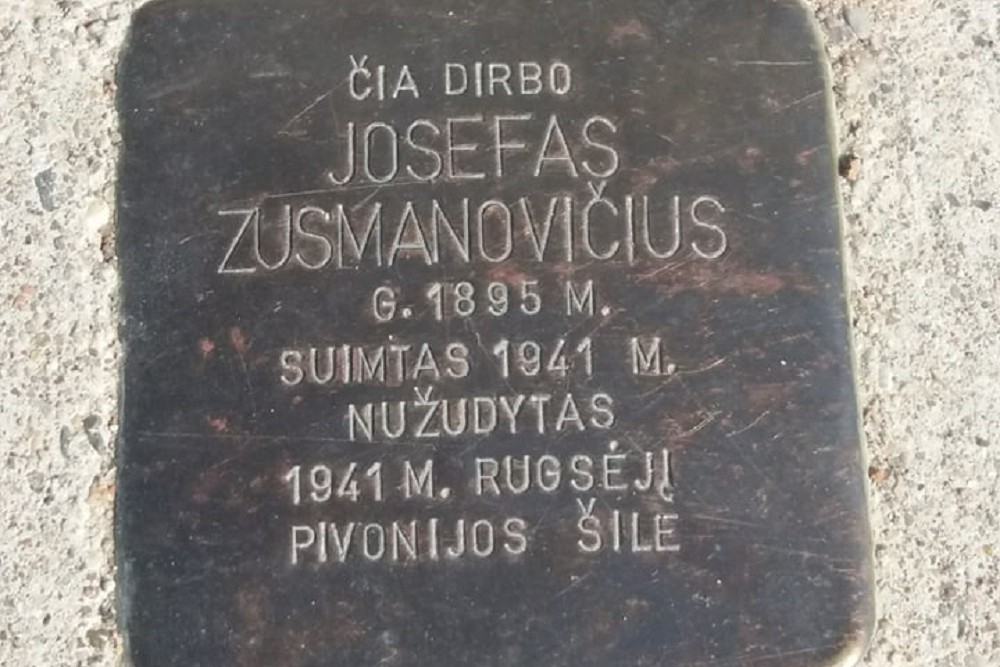 ČIA DIRBO
JOSEFAS
ZUSMANOVIČIUS
G. 1895 M.
SUIMTAS 1941 M.
NUŽUDYTAS
1941 M. RUGSĖJĮ
PIVONIJOS ŠILE